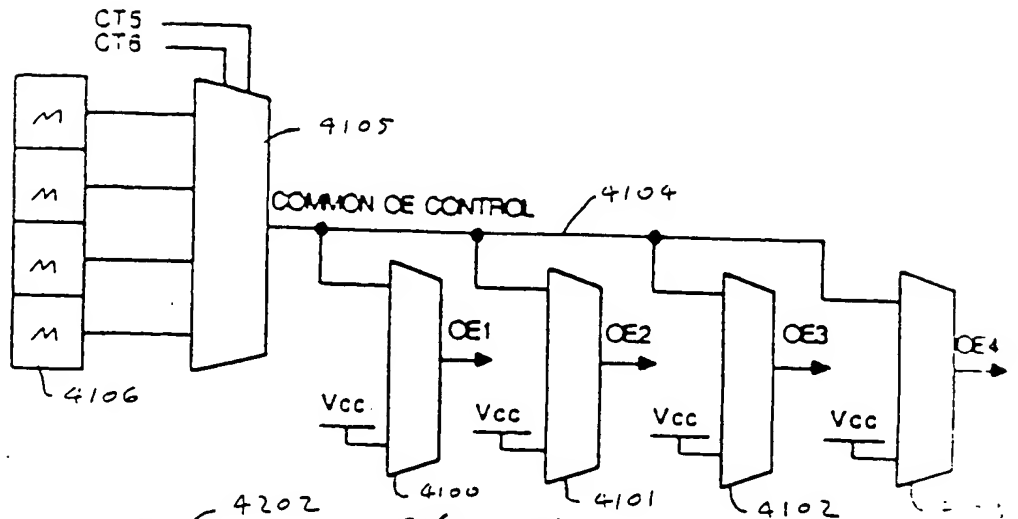 CT5
CT6
M
4105
M
4104
COMMON OE CONTROL
M
M
OE1
OE2
OE3
OE4
4106
Vcc
Vcc
Vcc
Vcc
4100
4101
4102
4202